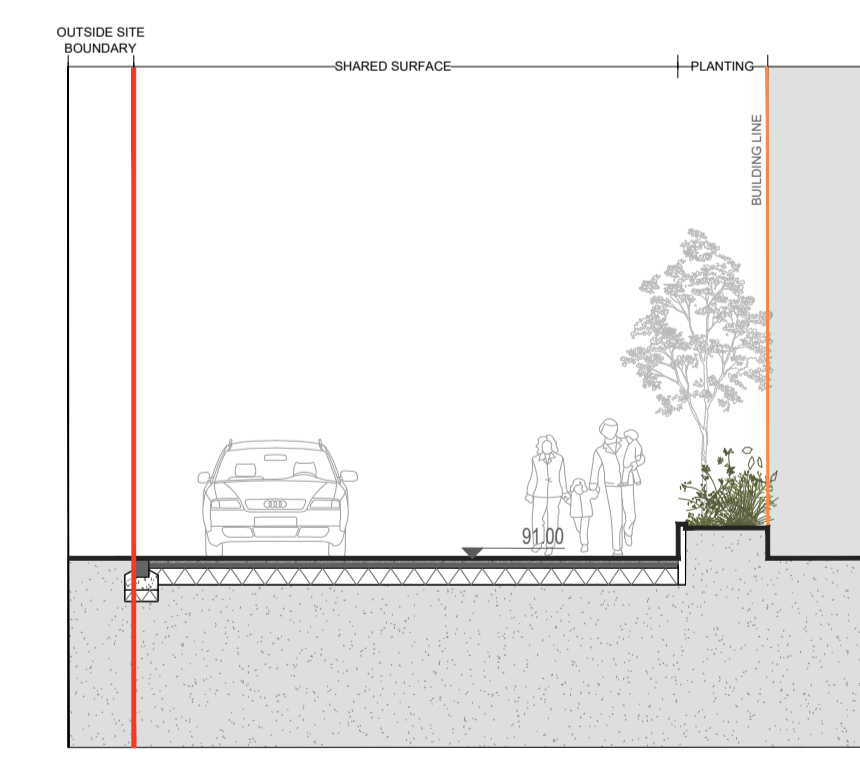 OUTSIDE SITE
BOUNDARY
SHARED SURFACE
PLANTING
BUILDING LINE
91.00